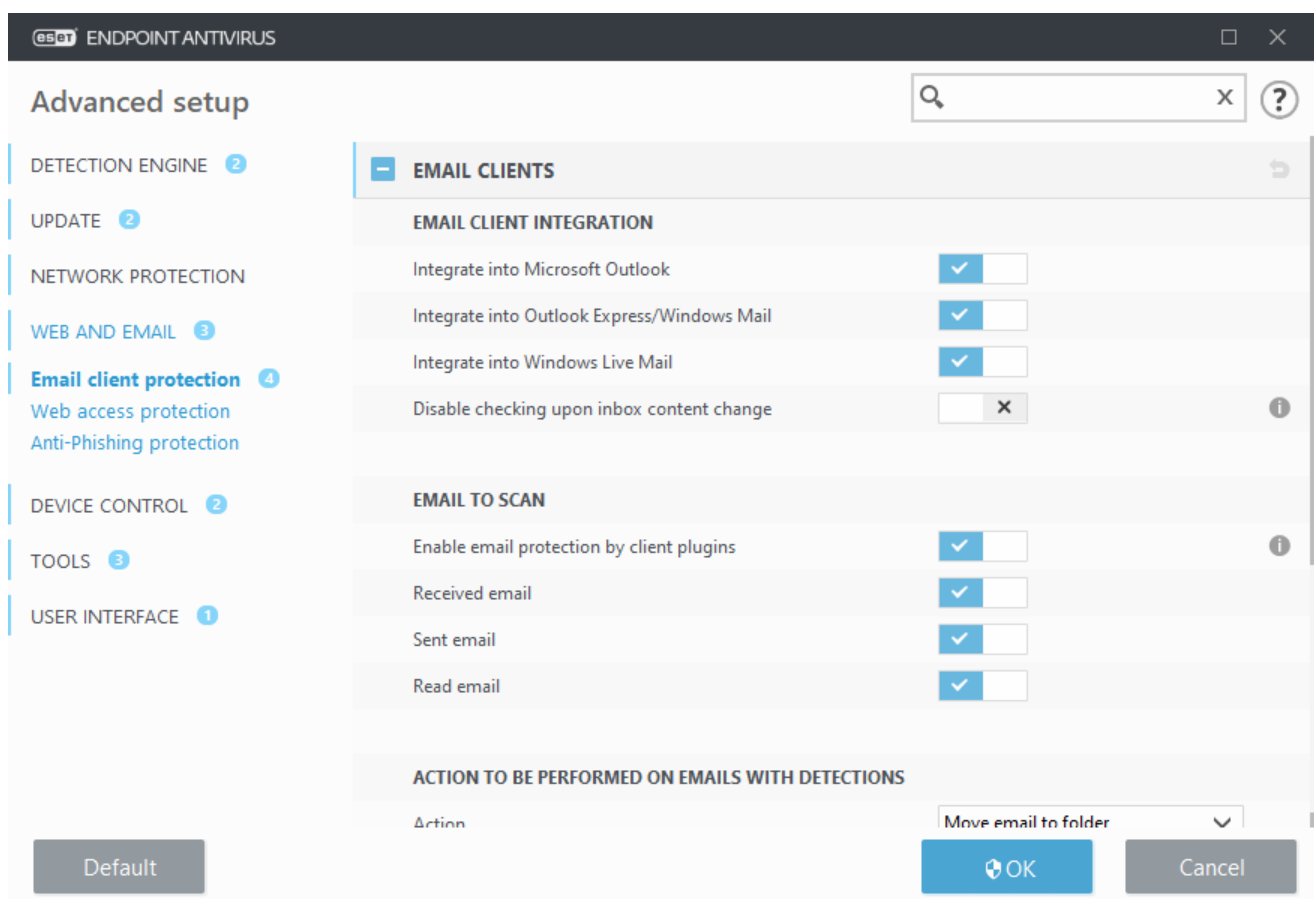 eset ENDPOINT ANTIVIRUS
Advanced setup
?
DETECTION ENGINE 2
UPDATE 2
NETWORK PROTECTION
WEB AND EMAIL 3
Email client protection 4
Web access protection
Anti-Phishing protection
DEVICE CONTROL 2
TOOLS 3
USER INTERFACE 1
EMAIL CLIENTS
EMAIL CLIENT INTEGRATION
Integrate into Microsoft Outlook
Integrate into Outlook Express/Windows Mail
Integrate into Windows Live Mail
Disable checking upon inbox content change
EMAIL TO SCAN
Enable email protection by client plugins
Received email
Sent email
Read email
ACTION TO BE PERFORMED ON EMAILS WITH DETECTIONS
Action Move email to folder
Default OK Cancel